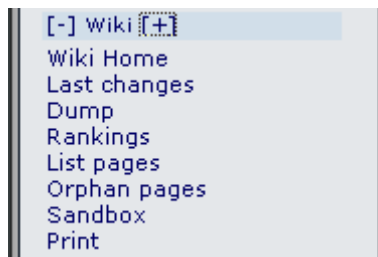 [-] Wiki [+]
Wiki Home
Last changes
Dump
Rankings
List pages
Orphan pages
Sandbox
Print